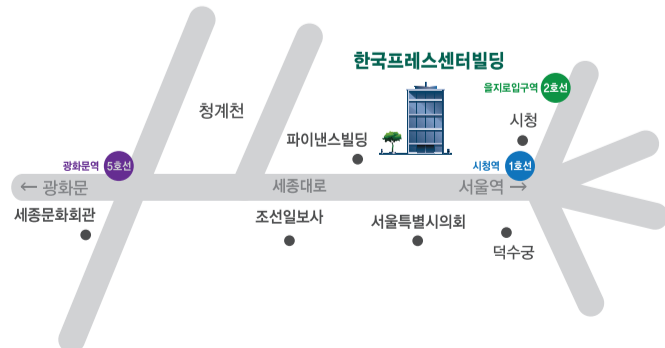 한국프레스센터빌딩
을지로입구역 2호선
청계천
시청
파이낸스빌딩
광화문역 5호선
시청역 1호선
← 광화문
세종대로
서울역 →
세종문화회관
조선일보사
서울특별시의회
덕수궁